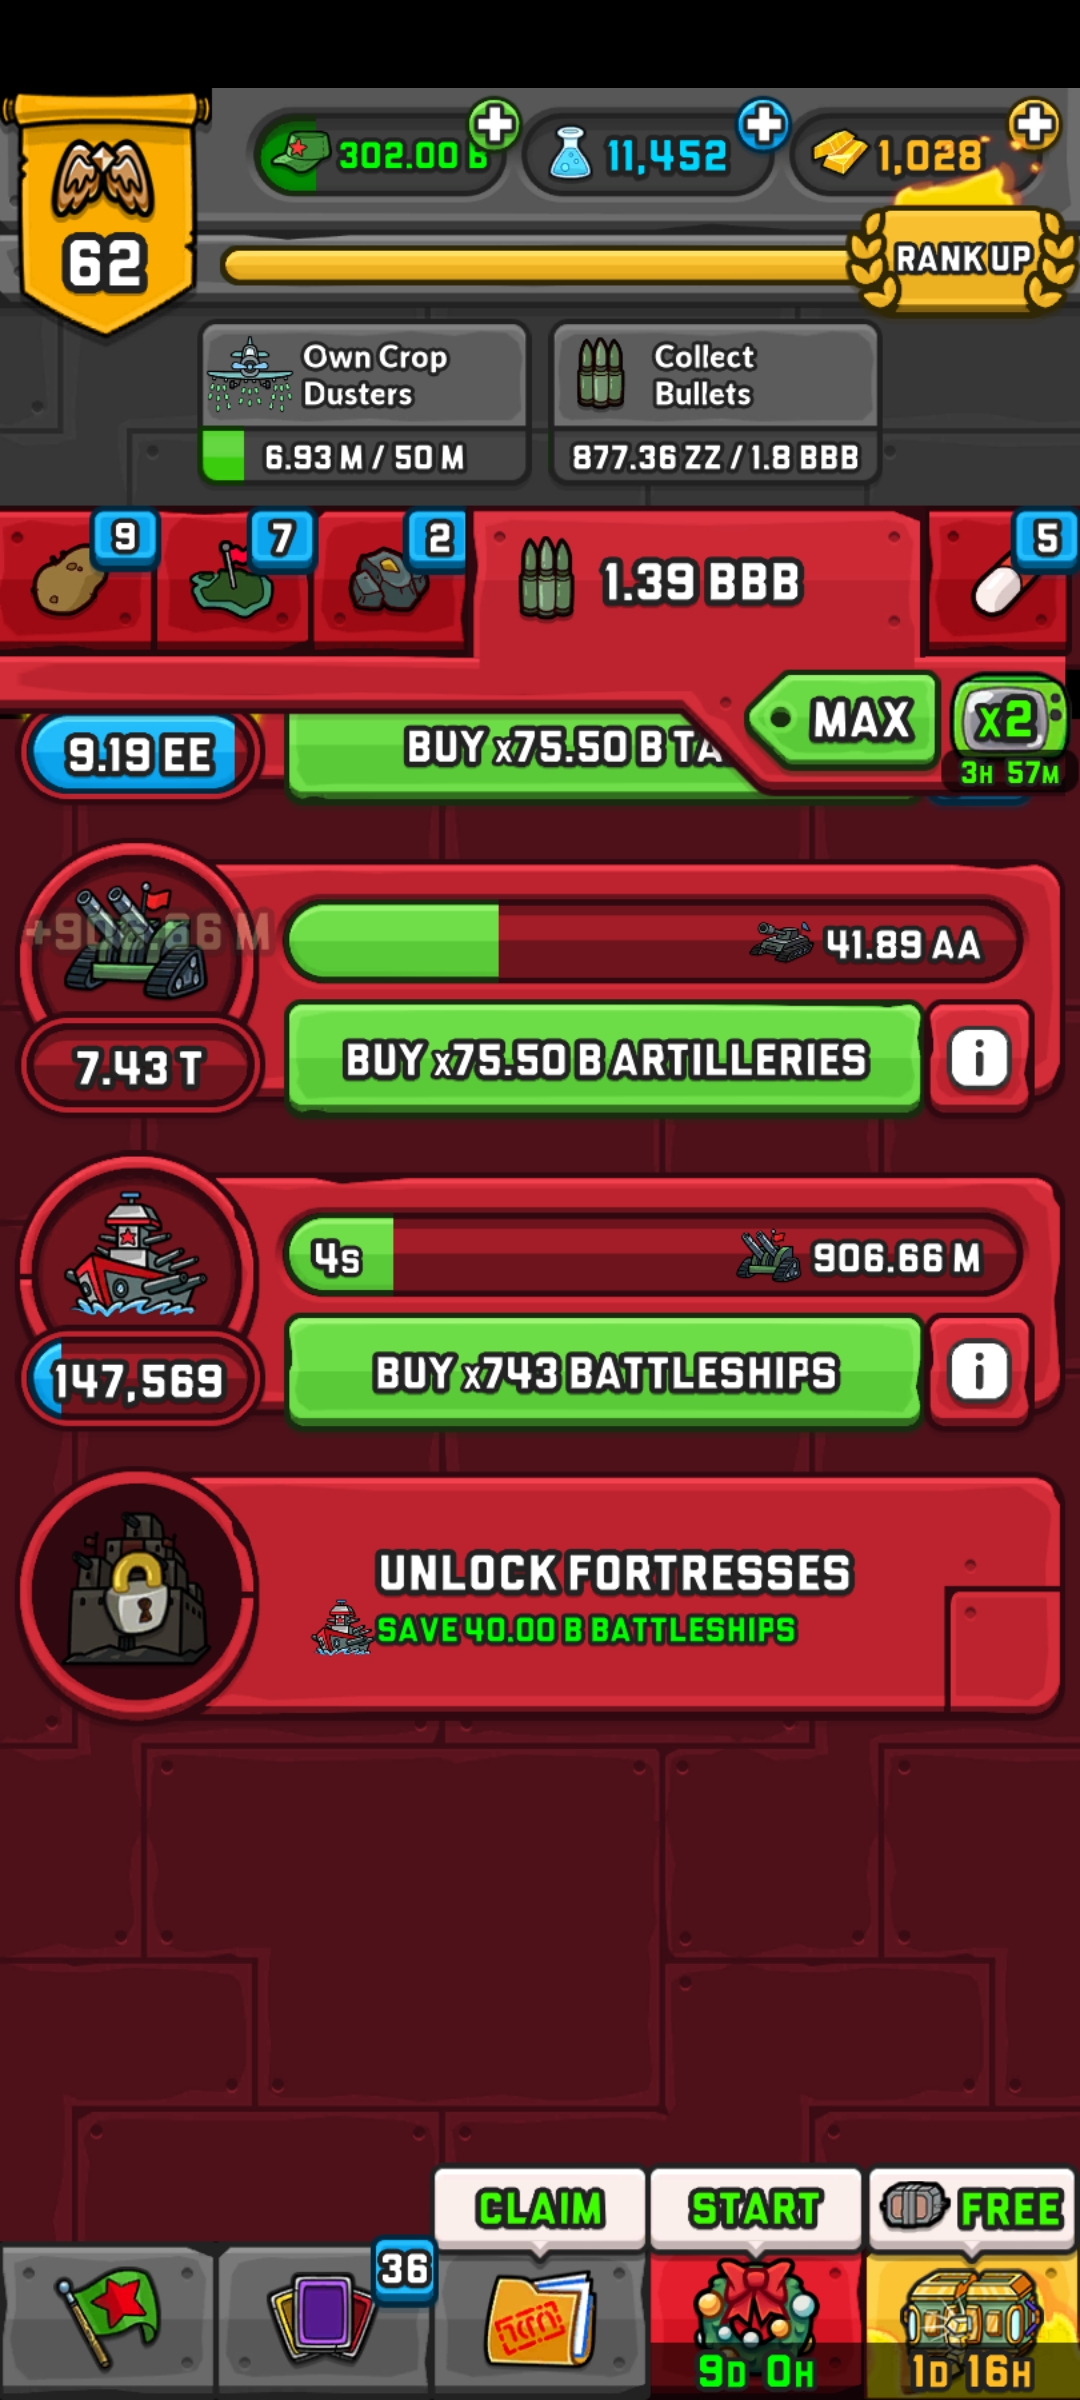 302.00 B
11,452
1,028
62
RANK UP
Own Crop
Dusters
Collect
Bullets
6.93 M / 50 M
877.36 ZZ / 1.8 BBB
9
7
2
1.39 BBB
5
MAX
x2
3H 57M
9.19 EE
BUY x75.50 B TA
+906.66 M
41.89 AA
7.43 T
BUY x75.50 B ARTILLERIES
i
4s
906.66 M
147,569
BUY x743 BATTLESHIPS
i
UNLOCK FORTRESSES
SAVE 40.00 B BATTLESHIPS
CLAIM
START
FREE
36
9D 0H
1D 16H